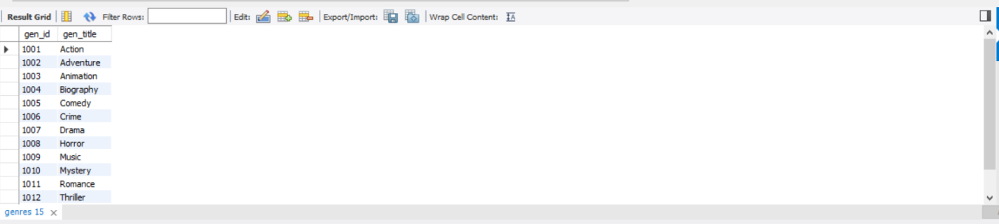 Result Grid Filter Rows: Edit: Export/Import: Wrap Cell Content: IA
gen_id gen_title
1001 Action
1002 Adventure
1003 Animation
1004 Biography
1005 Comedy
1006 Crime
1007 Drama
1008 Horror
1009 Music
1010 Mystery
1011 Romance
1012 Thriller
genres 15